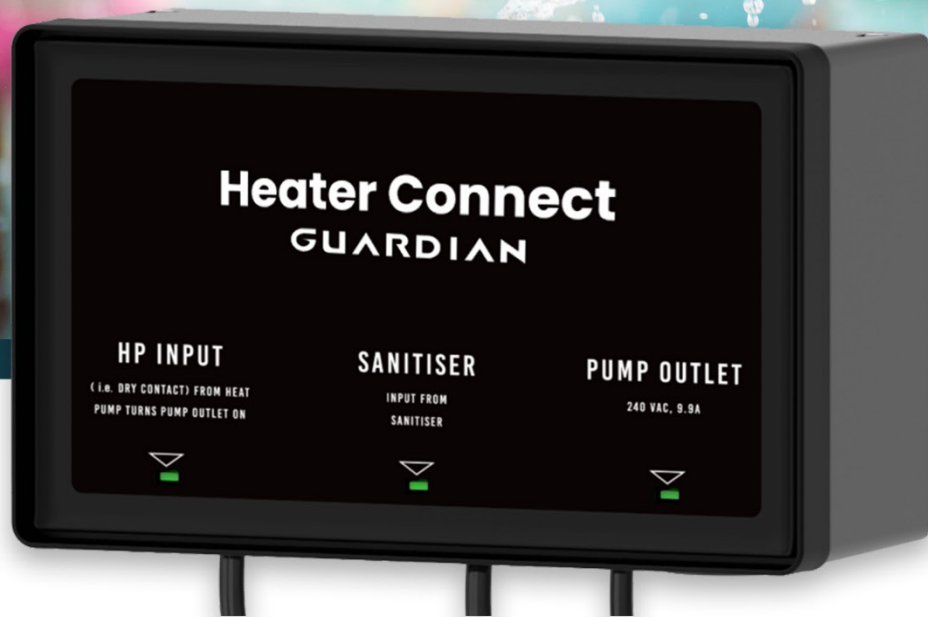 Heater Connect
GUARDIAN
HP INPUT
( i.e. DRY CONTACT) FROM HEAT
PUMP TURNS PUMP OUTLET ON
SANITISER
INPUT FROM
SANITISER
PUMP OUTLET
240 VAC, 9.9A